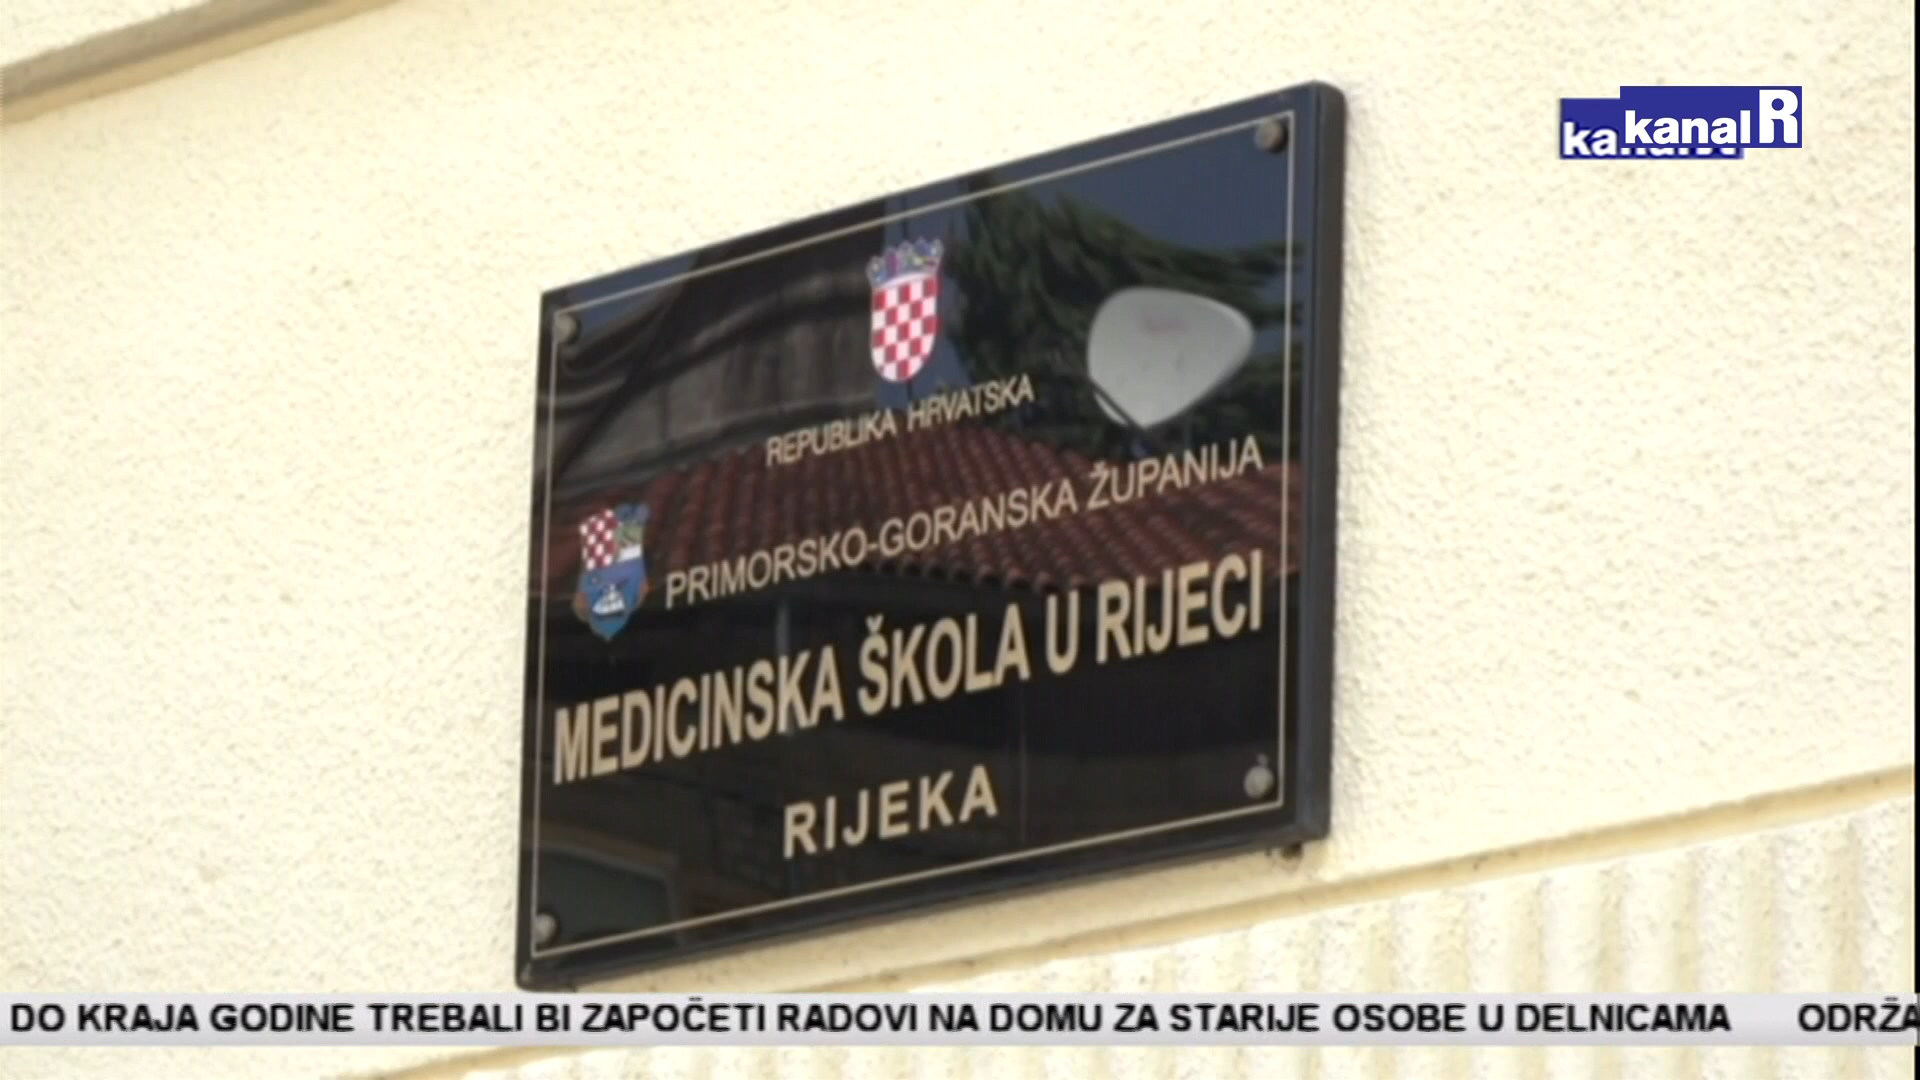 kanal R
REPUBLIKA HRVATSKA
PRIMORSKO-GORANSKA ŽUPANIJA
MEDICINSKA ŠKOLA U RIJECI
RIJEKA
DO KRAJA GODINE TREBALI BI ZAPOČETI RADOVI NA DOMU ZA STARIJE OSOBE U DELNICAMA